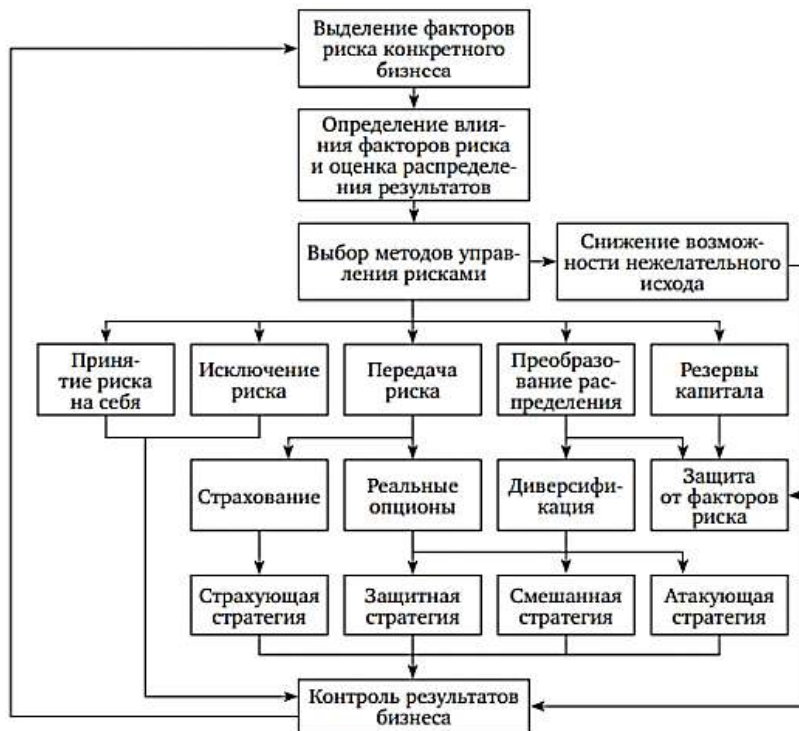 Выделение факторов
риска конкретного
бизнеса
Определение влия-
ния факторов риска
и оценка распределе-
ния результатов
Выбор методов управ-
ления рисками
Снижение возмож-
ности нежелательного
исхода
Приня-
тие риска
на себя
Исключение
риска
Передача
риска
Преобразо-
вание рас-
пределения
Резервы
капитала
Страхование
Реальные
опционы
Диверсифи-
кация
Защита
от факторов
риска
Страхующая
стратегия
Защитная
стратегия
Смешанная
стратегия
Атакующая
стратегия
Контроль результатов
бизнеса